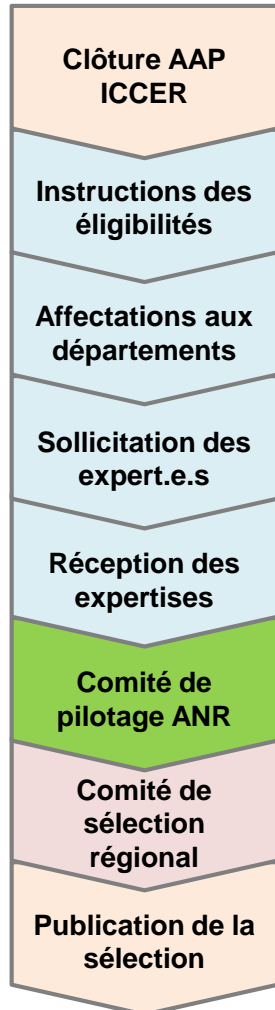 Clôture AAP
ICCER
Instructions des
éligibilités
Affectations aux
départements
Sollicitation des
expert.e.s
Réception des
expertises
Comité de
pilotage ANR
Comité de
sélection
régional
Publication de la
sélection